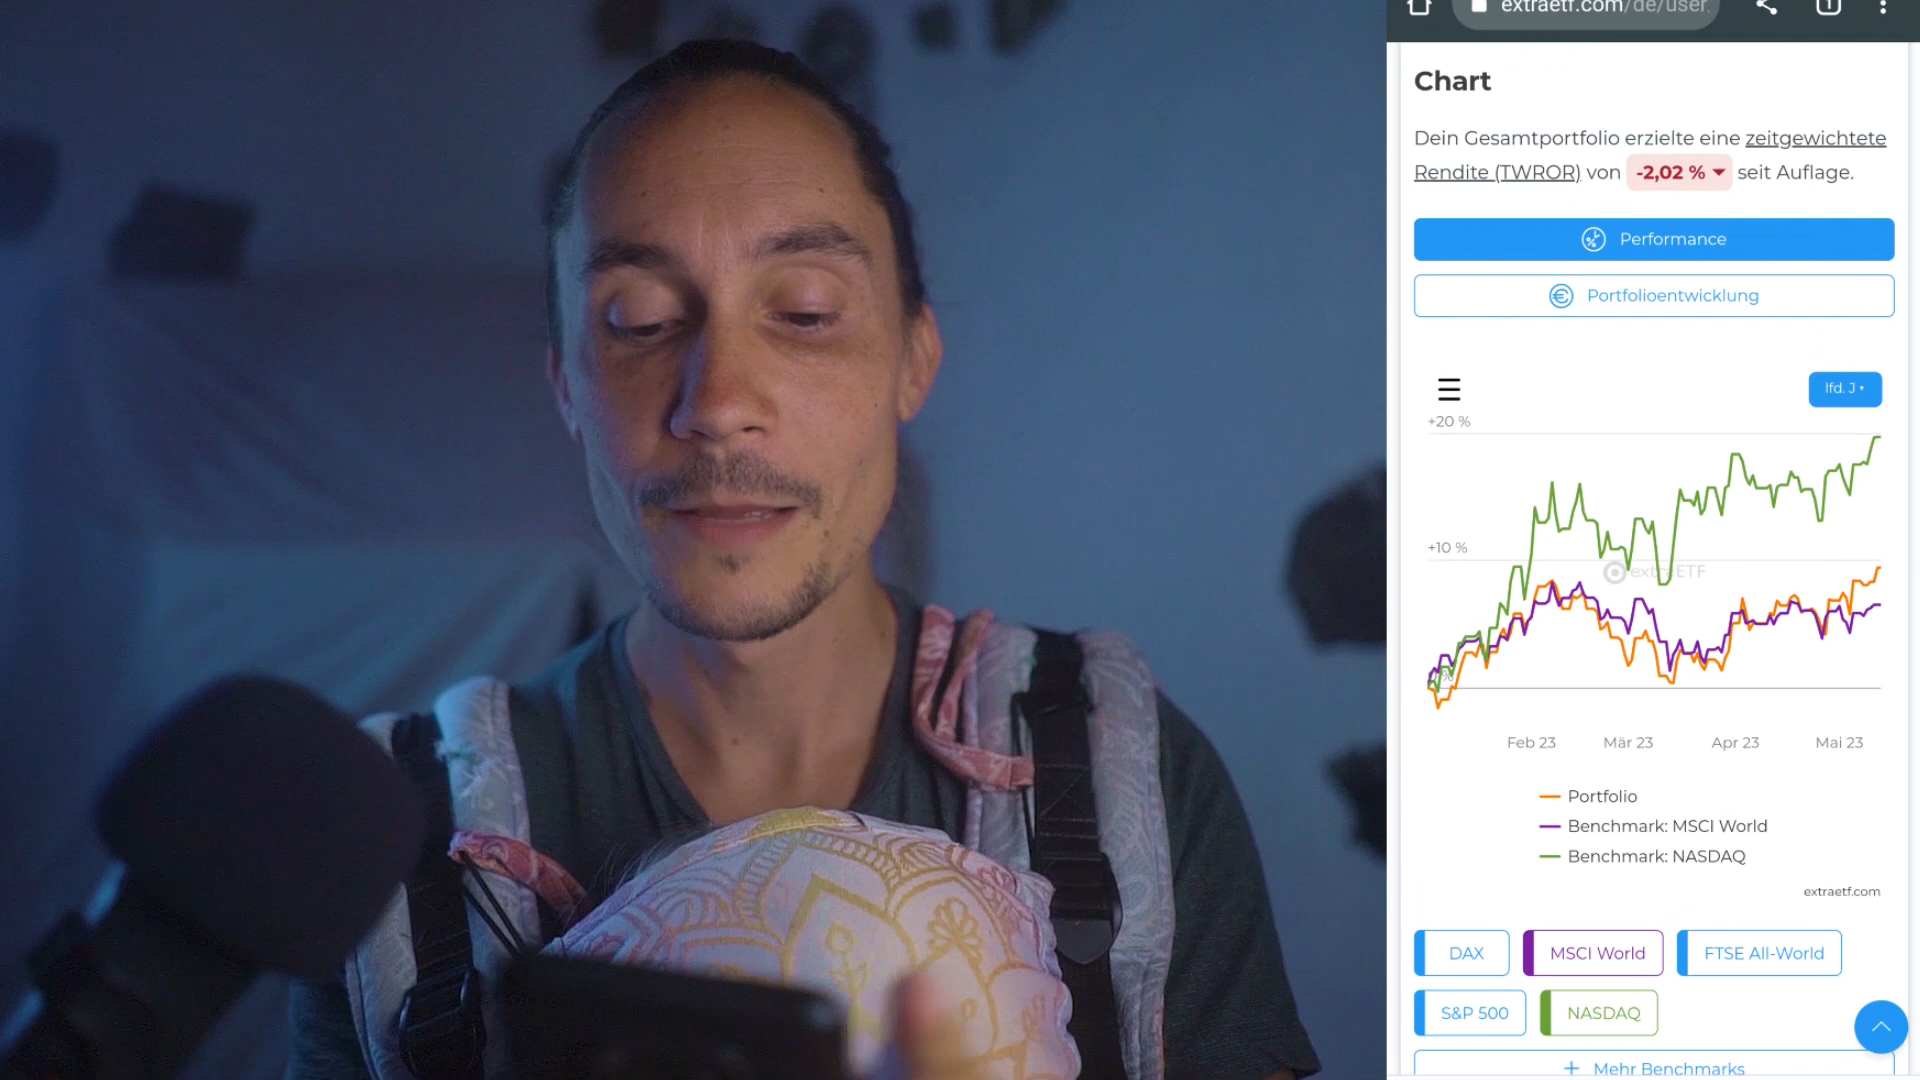 extraetf.com/de/user
1
Chart
Dein Gesamtportfolio erzielte eine zeitgewichtete
Rendite (TWROR) von -2,02 % seit Auflage.
Performance
Portfolioentwicklung
lfd. J
+20 %
+10 %
extraETF
Feb 23 Mär 23 Apr 23 Mai 23
Portfolio
Benchmark: MSCI World
Benchmark: NASDAQ
extraetf.com
DAX MSCI World FTSE All-World
S&P 500 NASDAQ
+ Mehr Benchmarks